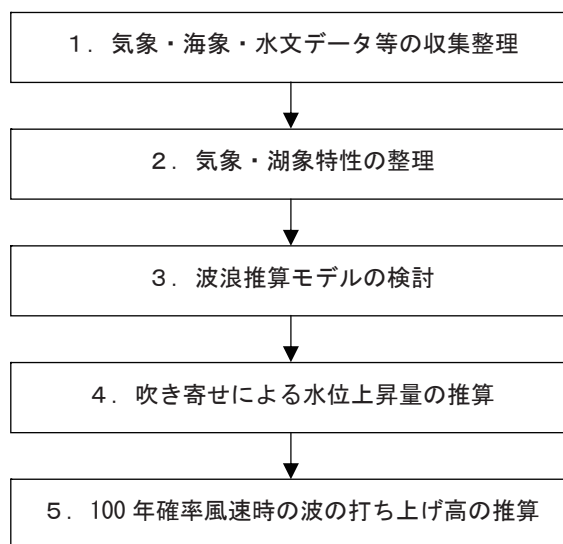 １．気象・海象・水文データ等の収集整理
２．気象・湖象特性の整理
３．波浪推算モデルの検討
４．吹き寄せによる水位上昇量の推算
５．100 年確率風速時の波の打ち上げ高の推算